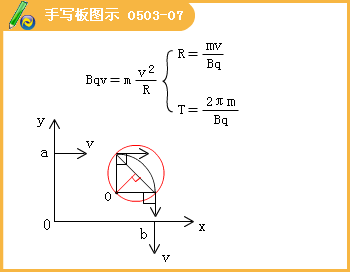 手写板图示 0503-07
Bqv = m v²/R { R = mv/Bq
T = 2πm/Bq
y
a
v
O
0
b
x
v